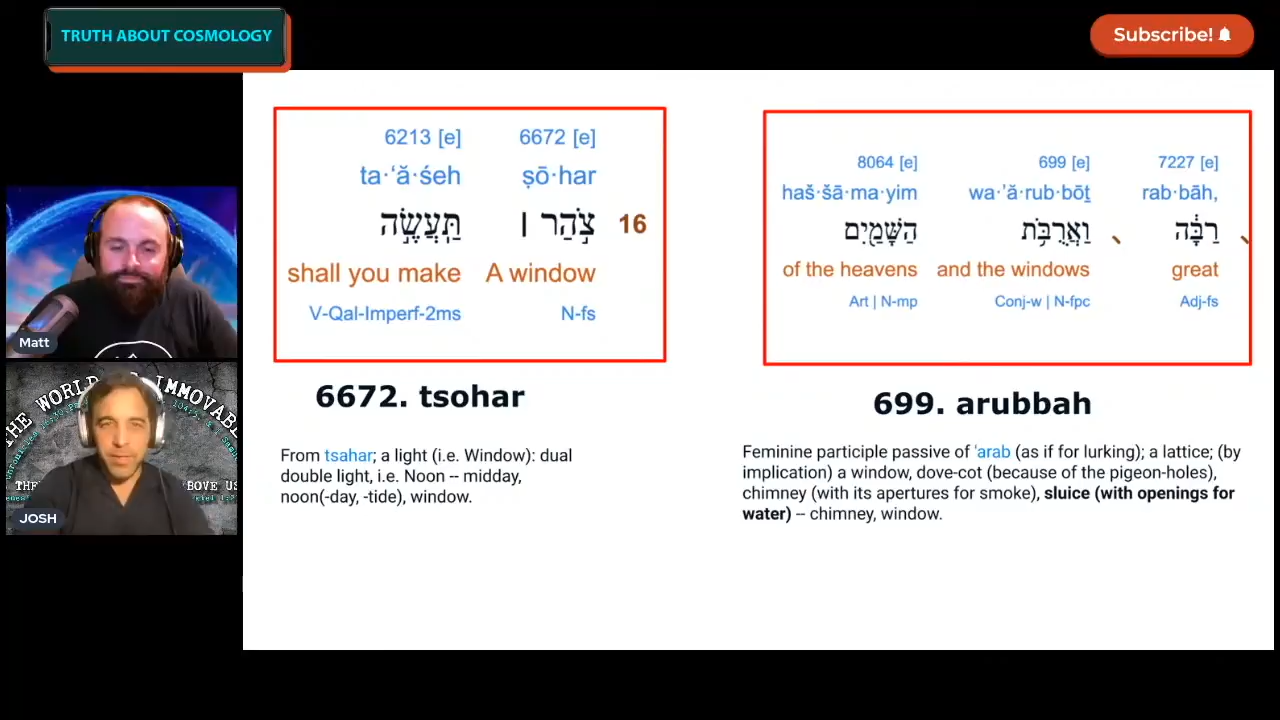 TRUTH ABOUT COSMOLOGY
Subscribe!
6213 [e] 6672 [e]
ta·‘ă·śeh ṣō·har
תַּֽעֲשֶׂ֣ה צֹ֣הַר ׀ 16
shall you make A window
V-Qal-Imperf-2ms N-fs
6672. tsohar
From tsahar; a light (i.e. Window): dual
double light, i.e. Noon -- midday,
noon(-day, -tide), window.
8064 [e] 699 [e] 7227 [e]
haš·šā·ma·yim wa·’ă·rub·bōṯ rab·bāh,
הַשָּׁמַ֖יִם וַאֲרֻבֹּ֥ת רַבָּ֔ה
of the heavens and the windows great
Art | N-mp Conj-w | N-fpc Adj-fs
699. arubbah
Feminine participle passive of 'arab (as if for lurking); a lattice; (by
implication) a window, dove-cot (because of the pigeon-holes),
chimney (with its apertures for smoke), sluice (with openings for
water) -- chimney, window.
Matt
THE WORLD IMMOVABL
JOSH